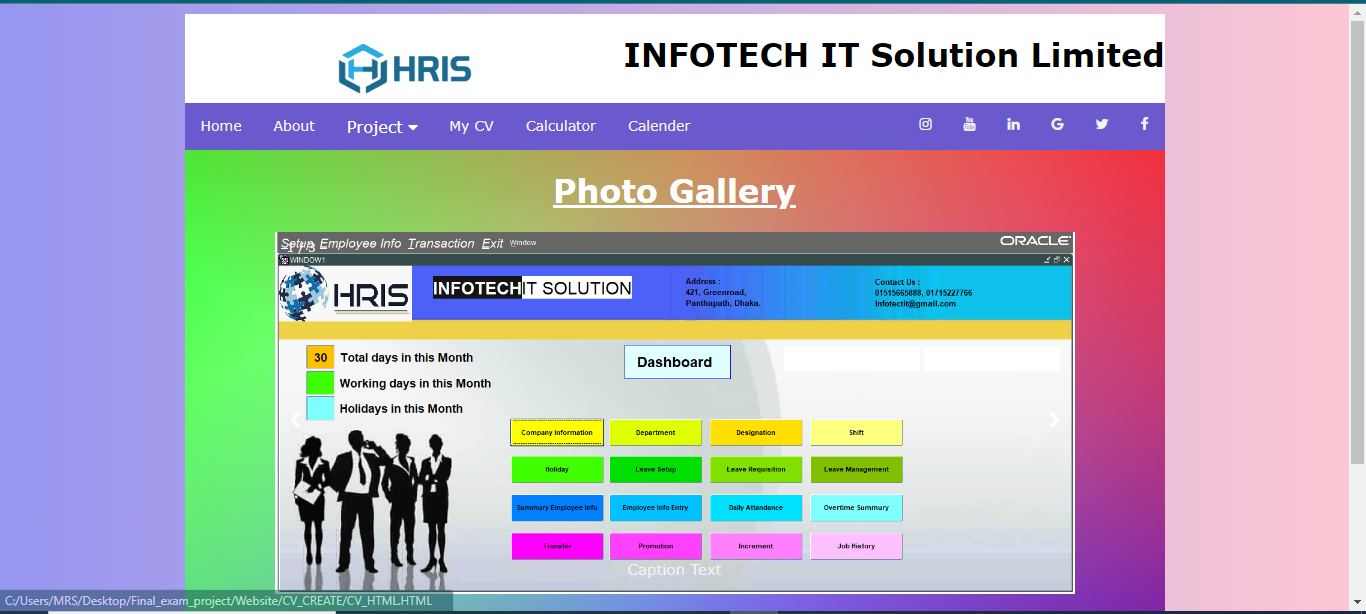 HRIS
INFOTECH IT Solution Limited
Home About Project My CV Calculator Calender
Photo Gallery
Setup Employee Info Transaction Exit Window
ORACLE
1 / 3
WINDOW1
HRIS
INFOTECH IT SOLUTION
Address :
421, Greenroad,
Panthapath, Dhaka.
Contact Us :
01515665888, 01715227766
infotectit@gmail.com
30 Total days in this Month
Working days in this Month
Holidays in this Month
Dashboard
Company Information Department Designation Shift
Holiday Leave Setup Leave Requisition Leave Management
Summary Employee Info Employee Info Entry Daily Attandance Overtime Summary
Transfer Promotion Increment Job History
Caption Text
C:/Users/MRS/Desktop/Final_exam_project/Website/CV_CREATE/CV_HTML.HTML